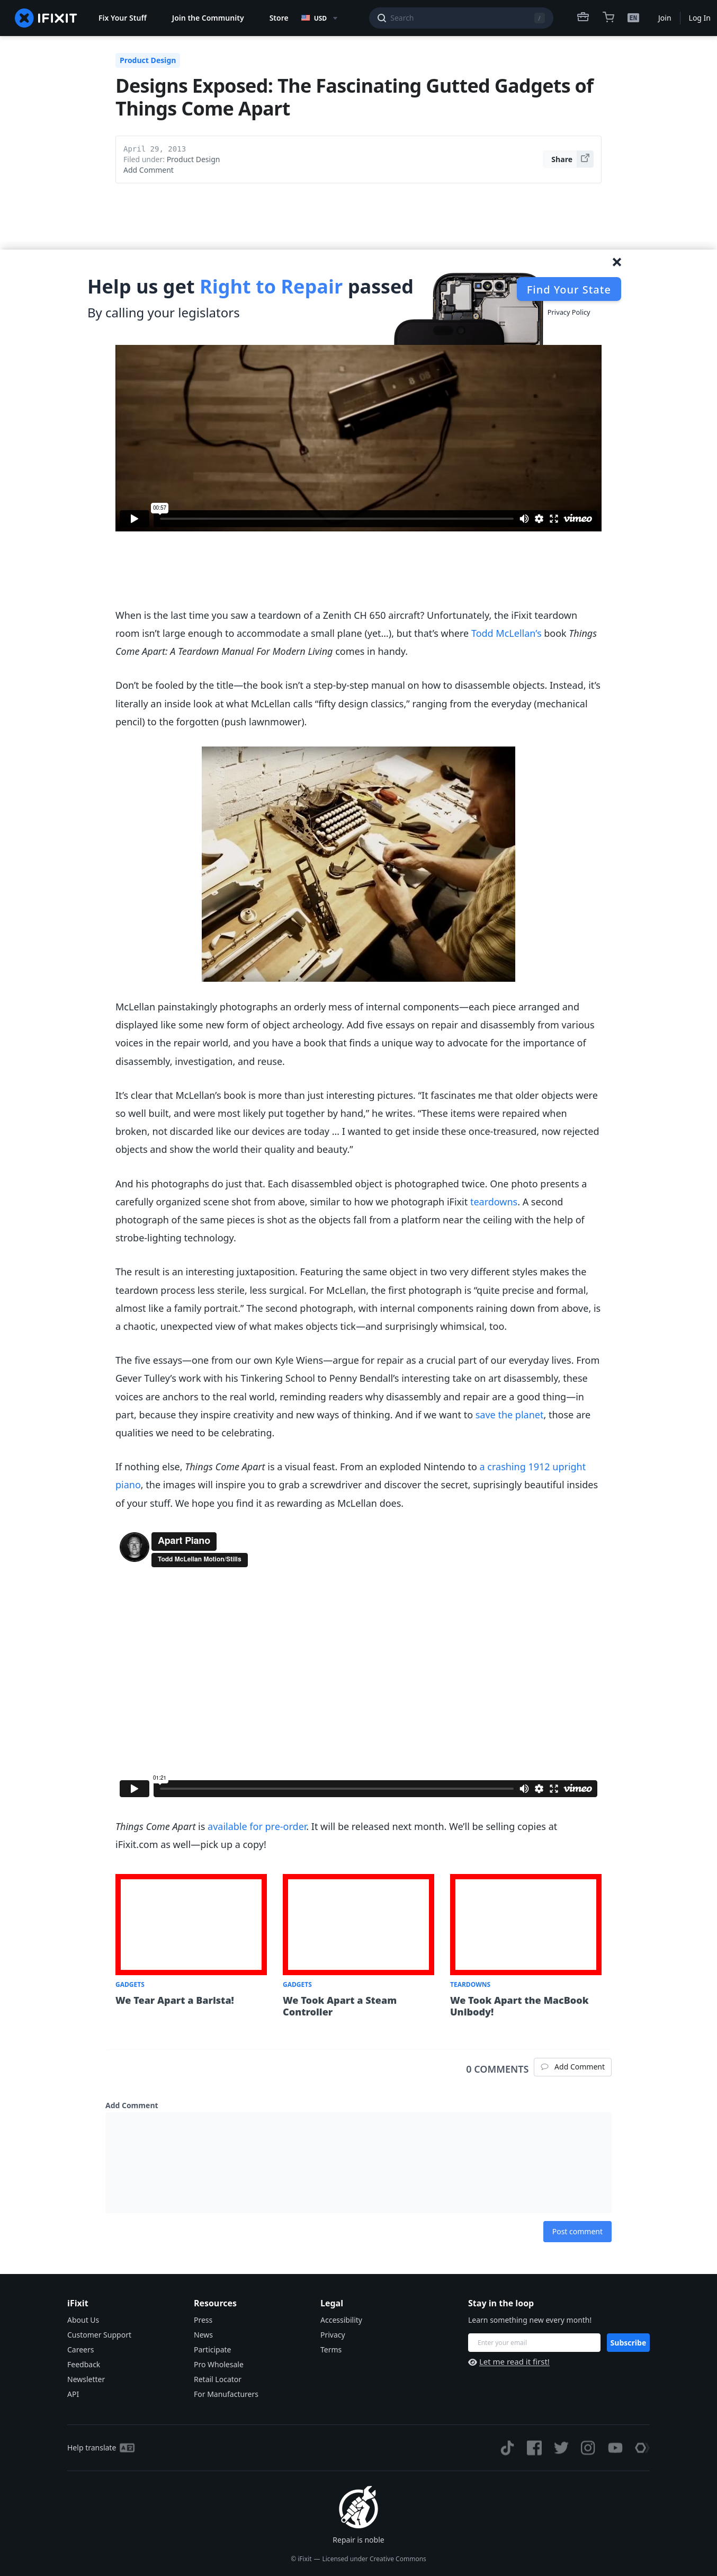 IFIXIT
Fix Your Stuff
Join the Community
Store
USD
Search
/
EN
Join
Log In
Product Design
Designs Exposed: The Fascinating Gutted Gadgets of
Things Come Apart
April 29, 2013
Filed under: Product Design
Add Comment
Share
Help us get Right to Repair passed
By calling your legislators
Find Your State
Privacy Policy
00:57
vimeo
When is the last time you saw a teardown of a Zenith CH 650 aircraft? Unfortunately, the iFixit teardown
room isn’t large enough to accommodate a small plane (yet…), but that’s where Todd McLellan’s book Things
Come Apart: A Teardown Manual For Modern Living comes in handy.
Don’t be fooled by the title—the book isn’t a step-by-step manual on how to disassemble objects. Instead, it’s
literally an inside look at what McLellan calls “fifty design classics,” ranging from the everyday (mechanical
pencil) to the forgotten (push lawnmower).
McLellan painstakingly photographs an orderly mess of internal components—each piece arranged and
displayed like some new form of object archeology. Add five essays on repair and disassembly from various
voices in the repair world, and you have a book that finds a unique way to advocate for the importance of
disassembly, investigation, and reuse.
It’s clear that McLellan’s book is more than just interesting pictures. “It fascinates me that older objects were
so well built, and were most likely put together by hand,” he writes. “These items were repaired when
broken, not discarded like our devices are today … I wanted to get inside these once-treasured, now rejected
objects and show the world their quality and beauty.”
And his photographs do just that. Each disassembled object is photographed twice. One photo presents a
carefully organized scene shot from above, similar to how we photograph iFixit teardowns. A second
photograph of the same pieces is shot as the objects fall from a platform near the ceiling with the help of
strobe-lighting technology.
The result is an interesting juxtaposition. Featuring the same object in two very different styles makes the
teardown process less sterile, less surgical. For McLellan, the first photograph is “quite precise and formal,
almost like a family portrait.” The second photograph, with internal components raining down from above, is
a chaotic, unexpected view of what makes objects tick—and surprisingly whimsical, too.
The five essays—one from our own Kyle Wiens—argue for repair as a crucial part of our everyday lives. From
Gever Tulley’s work with his Tinkering School to Penny Bendall’s interesting take on art disassembly, these
voices are anchors to the real world, reminding readers why disassembly and repair are a good thing—in
part, because they inspire creativity and new ways of thinking. And if we want to save the planet, those are
qualities we need to be celebrating.
If nothing else, Things Come Apart is a visual feast. From an exploded Nintendo to a crashing 1912 upright
piano, the images will inspire you to grab a screwdriver and discover the secret, suprisingly beautiful insides
of your stuff. We hope you find it as rewarding as McLellan does.
Apart Piano
Todd McLellan Motion/Stills
01:21
vimeo
Things Come Apart is available for pre-order. It will be released next month. We’ll be selling copies at
iFixit.com as well—pick up a copy!
GADGETS
We Tear Apart a Barista!
GADGETS
We Took Apart a Steam
Controller
TEARDOWNS
We Took Apart the MacBook
Unibody!
0 COMMENTS
Add Comment
Add Comment
Post comment
iFixit
About Us
Customer Support
Careers
Feedback
Newsletter
API
Resources
Press
News
Participate
Pro Wholesale
Retail Locator
For Manufacturers
Legal
Accessibility
Privacy
Terms
Stay in the loop
Learn something new every month!
Enter your email
Subscribe
Let me read it first!
Help translate
Repair is noble
© iFixit — Licensed under Creative Commons